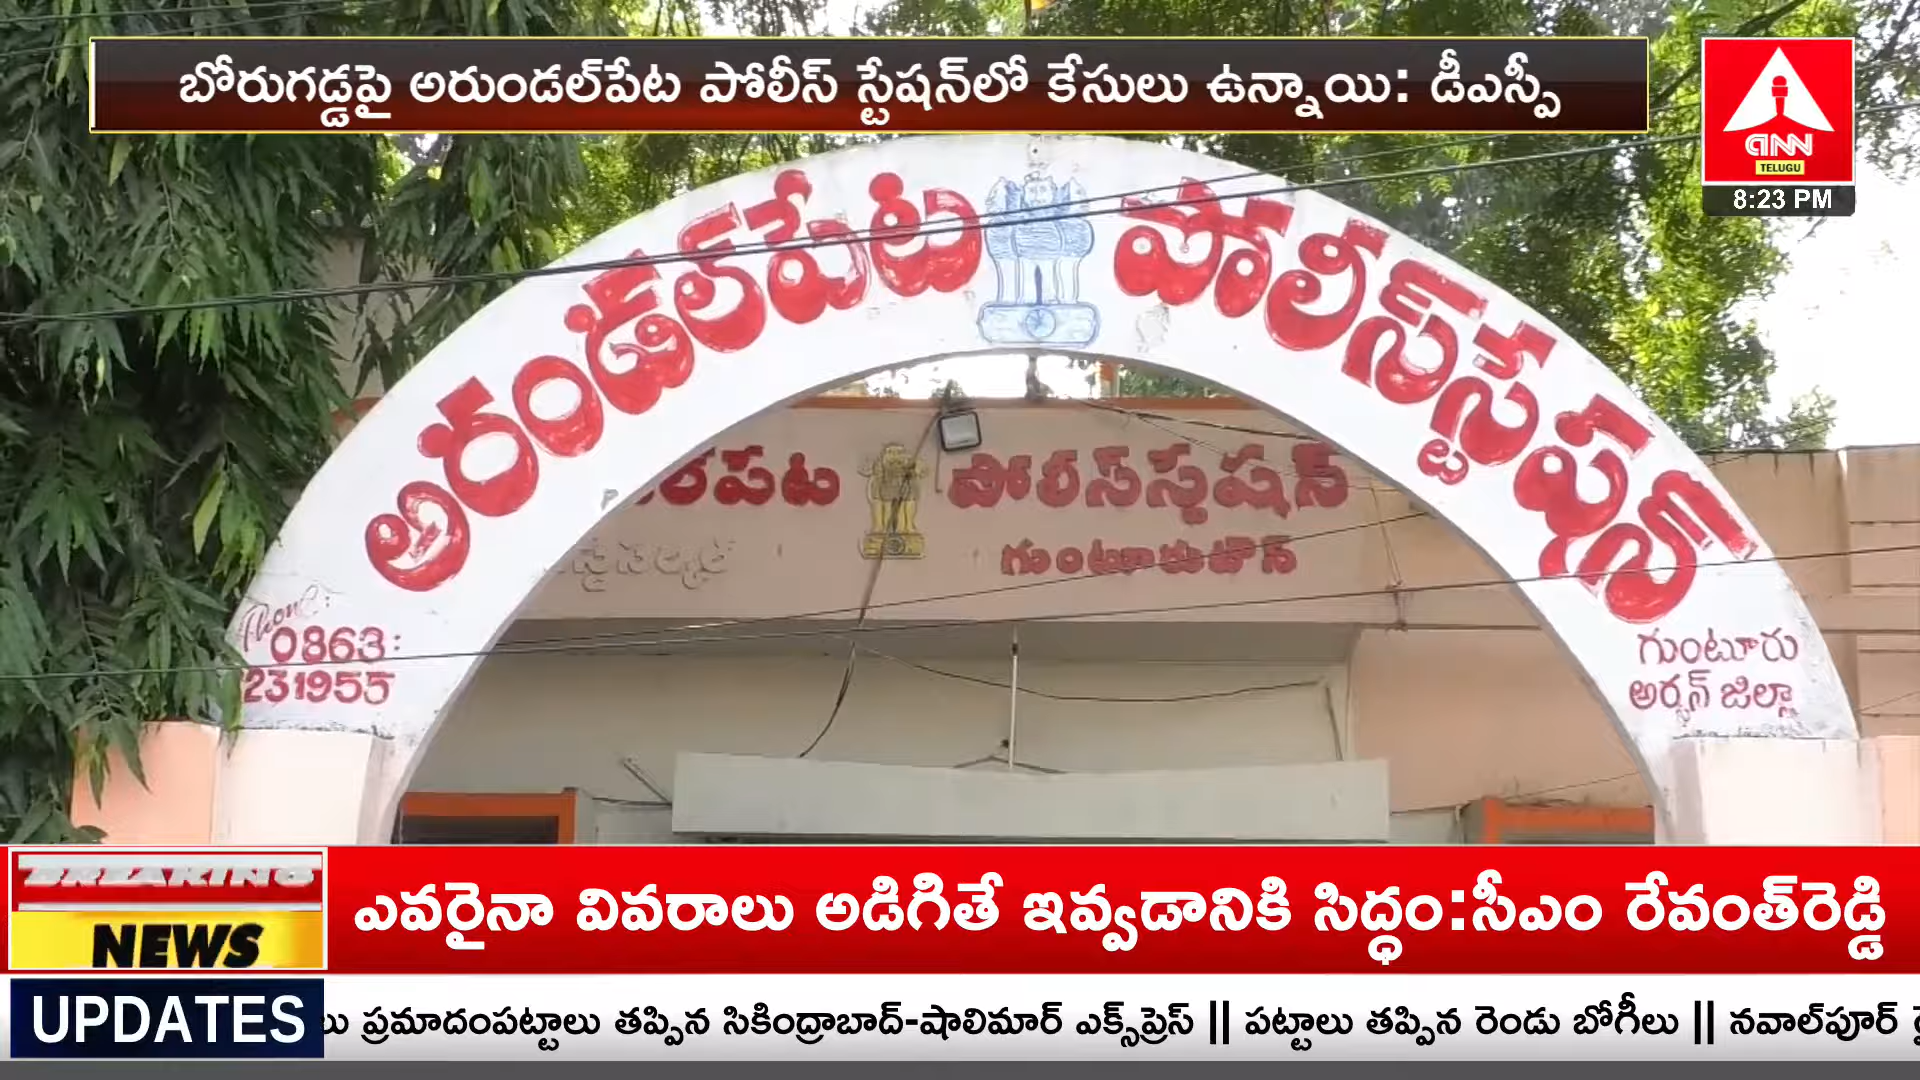 బోరుగడ్డపై అరుండల్‌పేట పోలీస్ స్టేషన్‌లో కేసులు ఉన్నాయి: డీఎస్పీ
ANN
TELUGU
8:23 PM
అరండల్‌పేట పోలీస్‌స్టేషన్
పేట పోలీస్‌స్టేషన్
గుంటూరుటౌన్
Phone:
0863:
231955
గుంటూరు
అర్బన్ జిల్లా
BREAKING
NEWS
ఎవరైనా వివరాలు అడిగితే ఇవ్వడానికి సిద్ధం:సీఎం రేవంత్‌రెడ్డి
UPDATES
లు ప్రమాదంపట్టాలు తప్పిన సికింద్రాబాద్-షాలిమార్ ఎక్స్‌ప్రెస్ || పట్టాలు తప్పిన రెండు బోగీలు || నవాల్‌పూర్